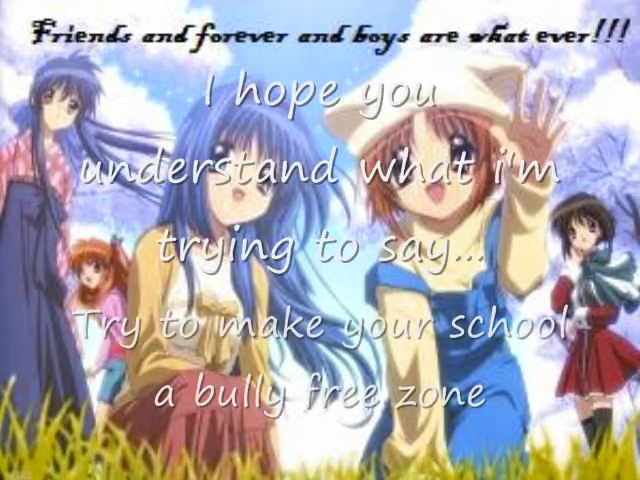 Friends and forever and boys are what ever!!!
I hope you
understand what i'm
trying to say...
Try to make your school
a bully free zone